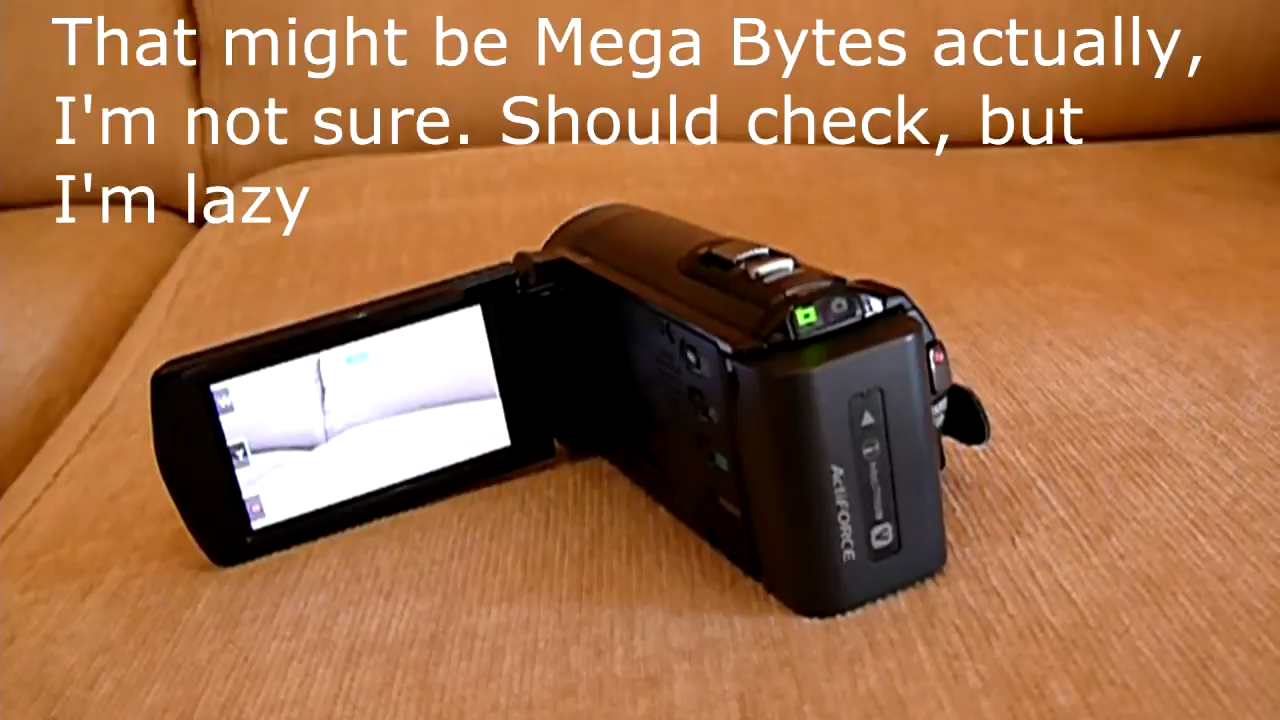 That might be Mega Bytes actually,
I'm not sure. Should check, but
I'm lazy
ActiFORCE